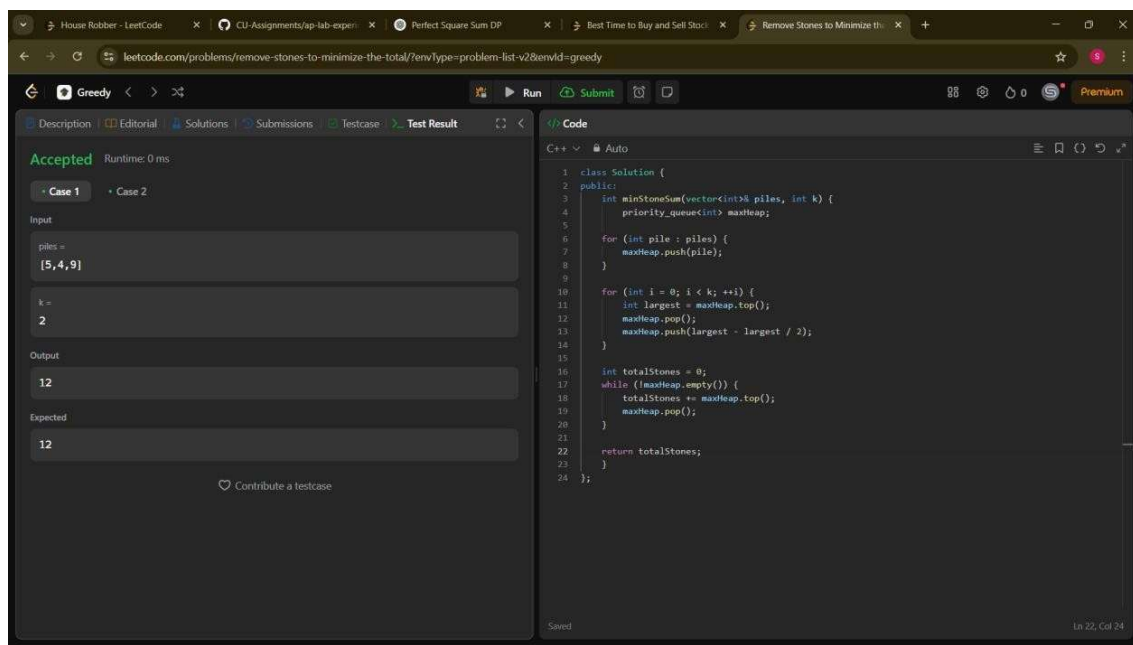 House Robber - LeetCode
CU-Assignments/ap-lab-experi
Perfect Square Sum DP
Best Time to Buy and Sell Stock
Remove Stones to Minimize the
leetcode.com/problems/remove-stones-to-minimize-the-total/?envType=problem-list-v2&envId=greedy
S
Greedy
Run
Submit
0
Premium
Description
Editorial
Solutions
Submissions
Testcase
Test Result
Accepted Runtime: 0 ms
• Case 1 • Case 2
Input
piles =
[5,4,9]
k =
2
Output
12
Expected
12
Contribute a testcase
</> Code
C++ Auto
1 class Solution {
2 public:
3     int minStoneSum(vector<int>& piles, int k) {
4         priority_queue<int> maxHeap;
5
6     for (int pile : piles) {
7         maxHeap.push(pile);
8     }
9
10     for (int i = 0; i < k; ++i) {
11         int largest = maxHeap.top();
12         maxHeap.pop();
13         maxHeap.push(largest - largest / 2);
14     }
15
16     int totalStones = 0;
17     while (!maxHeap.empty()) {
18         totalStones += maxHeap.top();
19         maxHeap.pop();
20     }
21
22     return totalStones;
23     }
24 };
Saved
Ln 22, Col 24